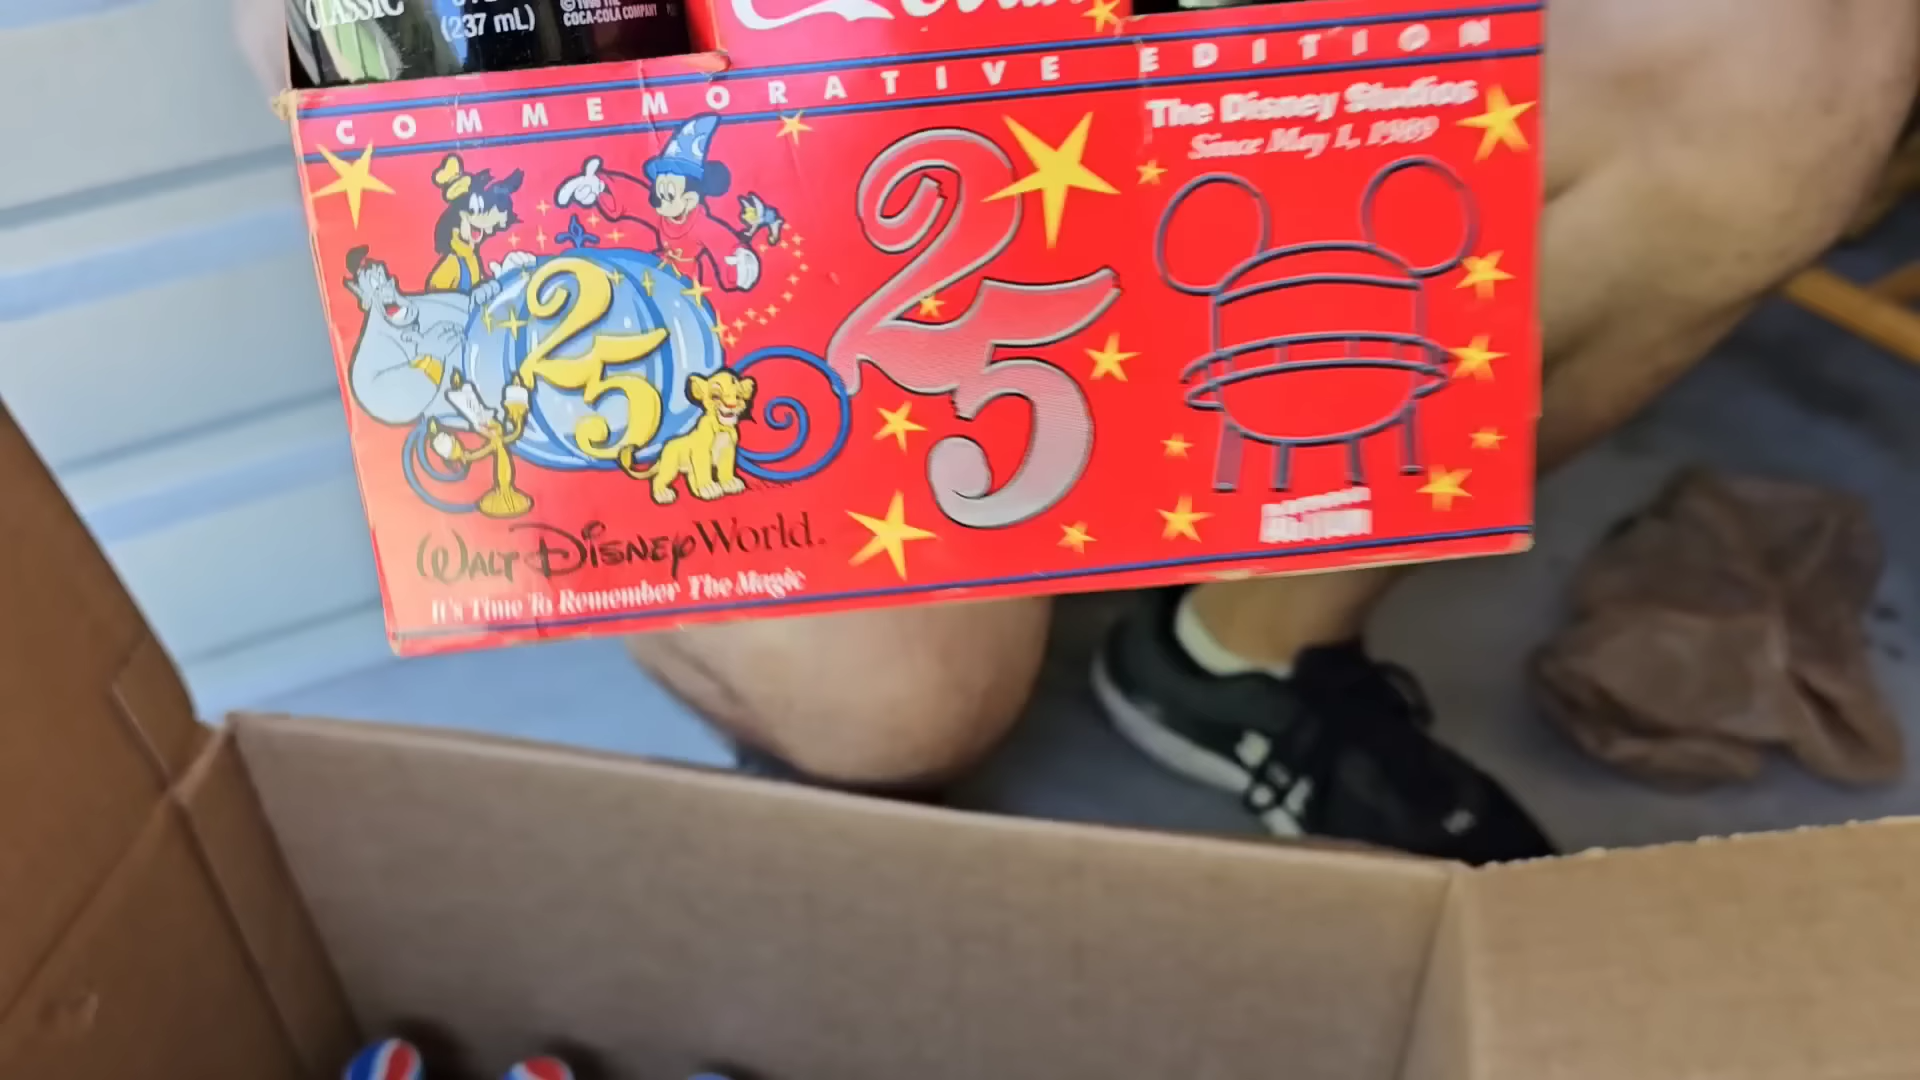 CLASSIC
(237 mL)
COCA-COLA COMPANY
COMMEMORATIVE EDITION
The Disney Studios
Since May 1, 1989
25
25
WALT DISNEY World.
It's Time To Remember The Magic